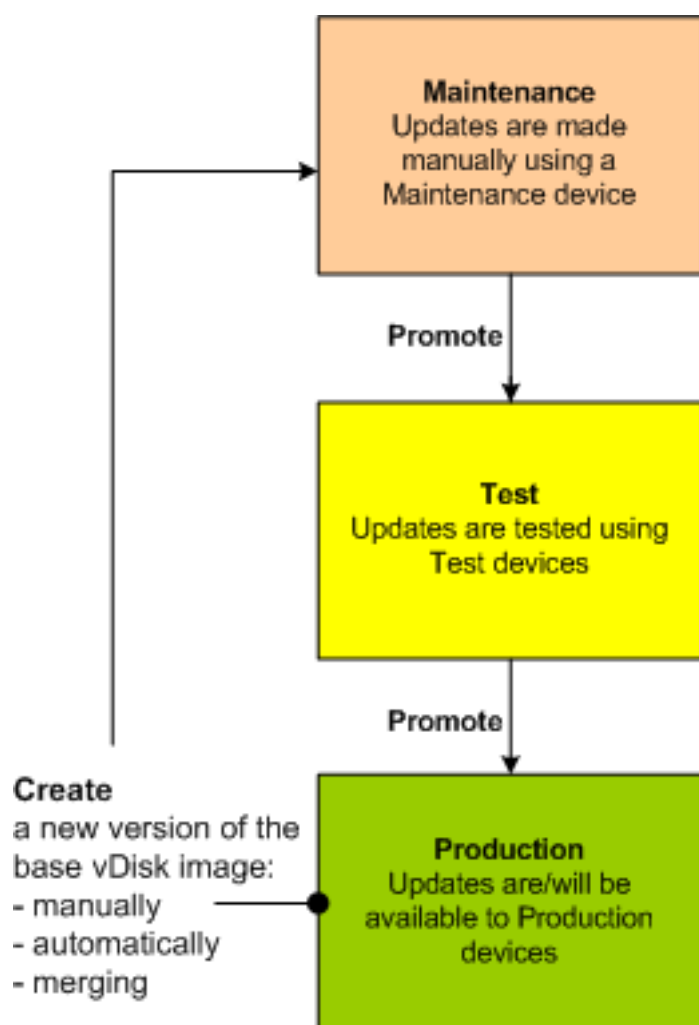 Maintenance
Updates are made
manually using a
Maintenance device
Promote
Test
Updates are tested using
Test devices
Promote
Create
a new version of the
base vDisk image:
- manually
- automatically
- merging
Production
Updates are/will be
available to Production
devices